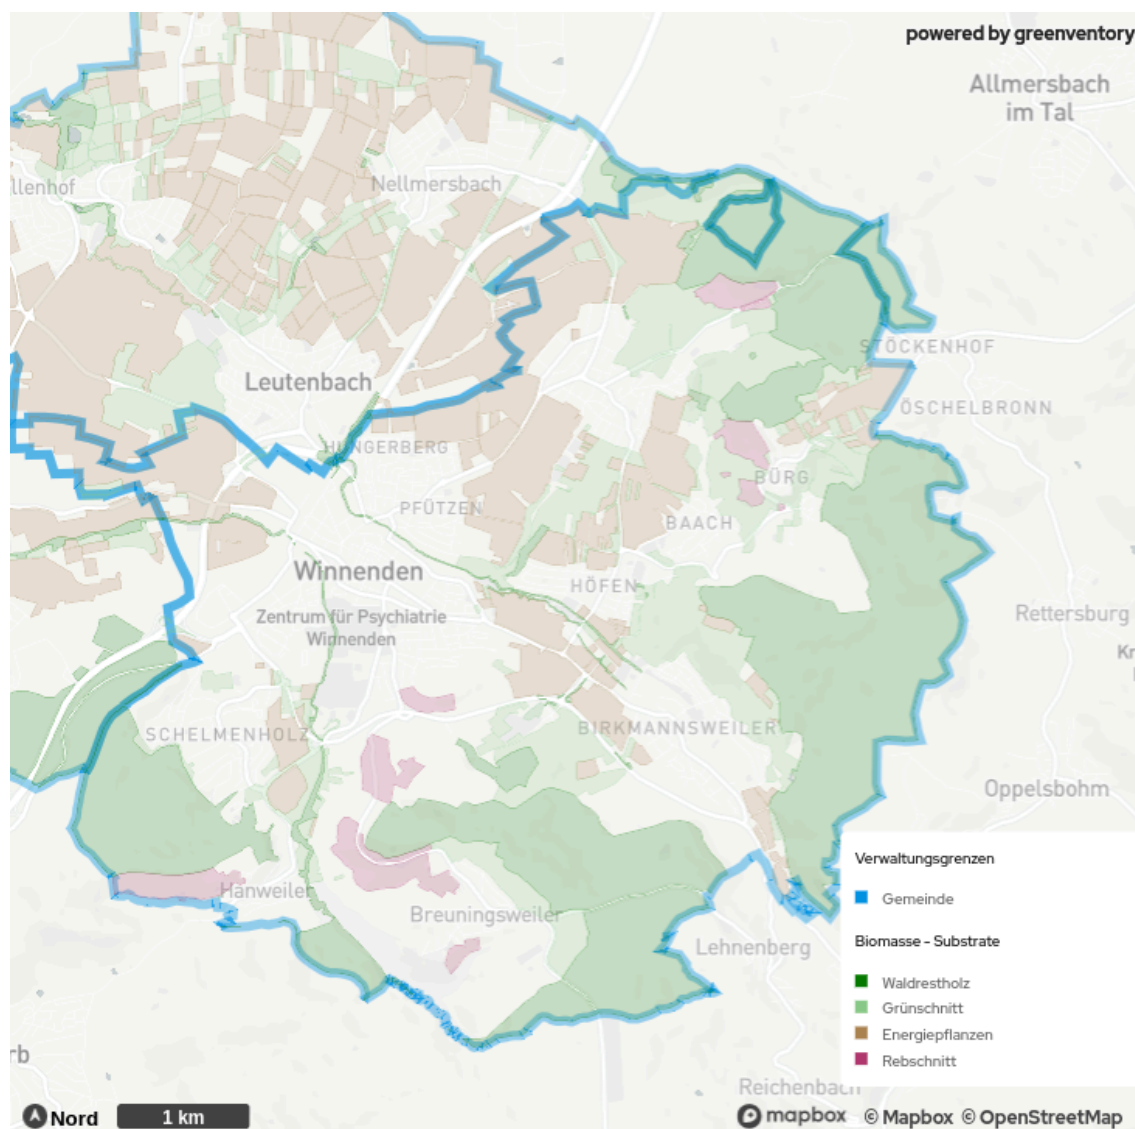 powered by greenventory
Allmersbach
im Tal
llenhof
Nellmersbach
STÖCKENHOF
Leutenbach
ÖSCHELBRONN
HUNGERBERG
BÜRG
PFÜTZEN
BAACH
Winnenden
HÖFEN
Zentrum für Psychiatrie
Winnenden
Rettersburg
Kr
BIRKMANNSWEILER
SCHELMENHOLZ
Oppelsbohm
Verwaltungsgrenzen
Gemeinde
Hanweiler
Breuningsweiler
Lehnenberg
Biomasse - Substrate
Waldrestholz
Grünschnitt
Energiepflanzen
Rebschnitt
rb
Reichenbach
Nord
1 km
mapbox © Mapbox © OpenStreetMap